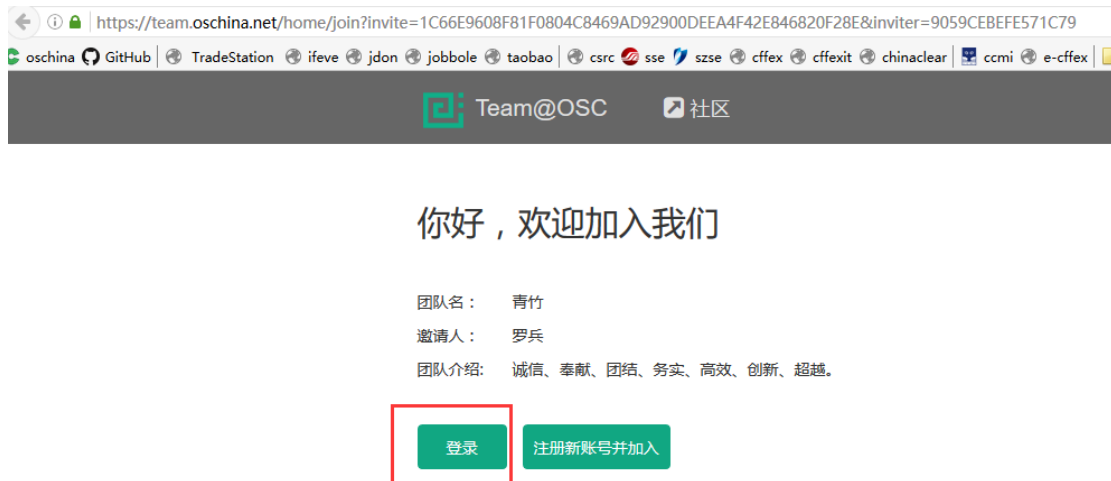 https://team.oschina.net/home/join?invite=1C66E9608F81F0804C8469AD92900DEEA4F42E846820F28E&inviter=9059CEBEFE571C79
oschina GitHub TradeStation ifeve jdon jobbole taobao csrc sse szse cffex cffexit chinaclear ccmi e-cffex
Team@OSC 社区
你好，欢迎加入我们
团队名： 青竹
邀请人： 罗兵
团队介绍: 诚信、奉献、团结、务实、高效、创新、超越。
登录 注册新账号并加入